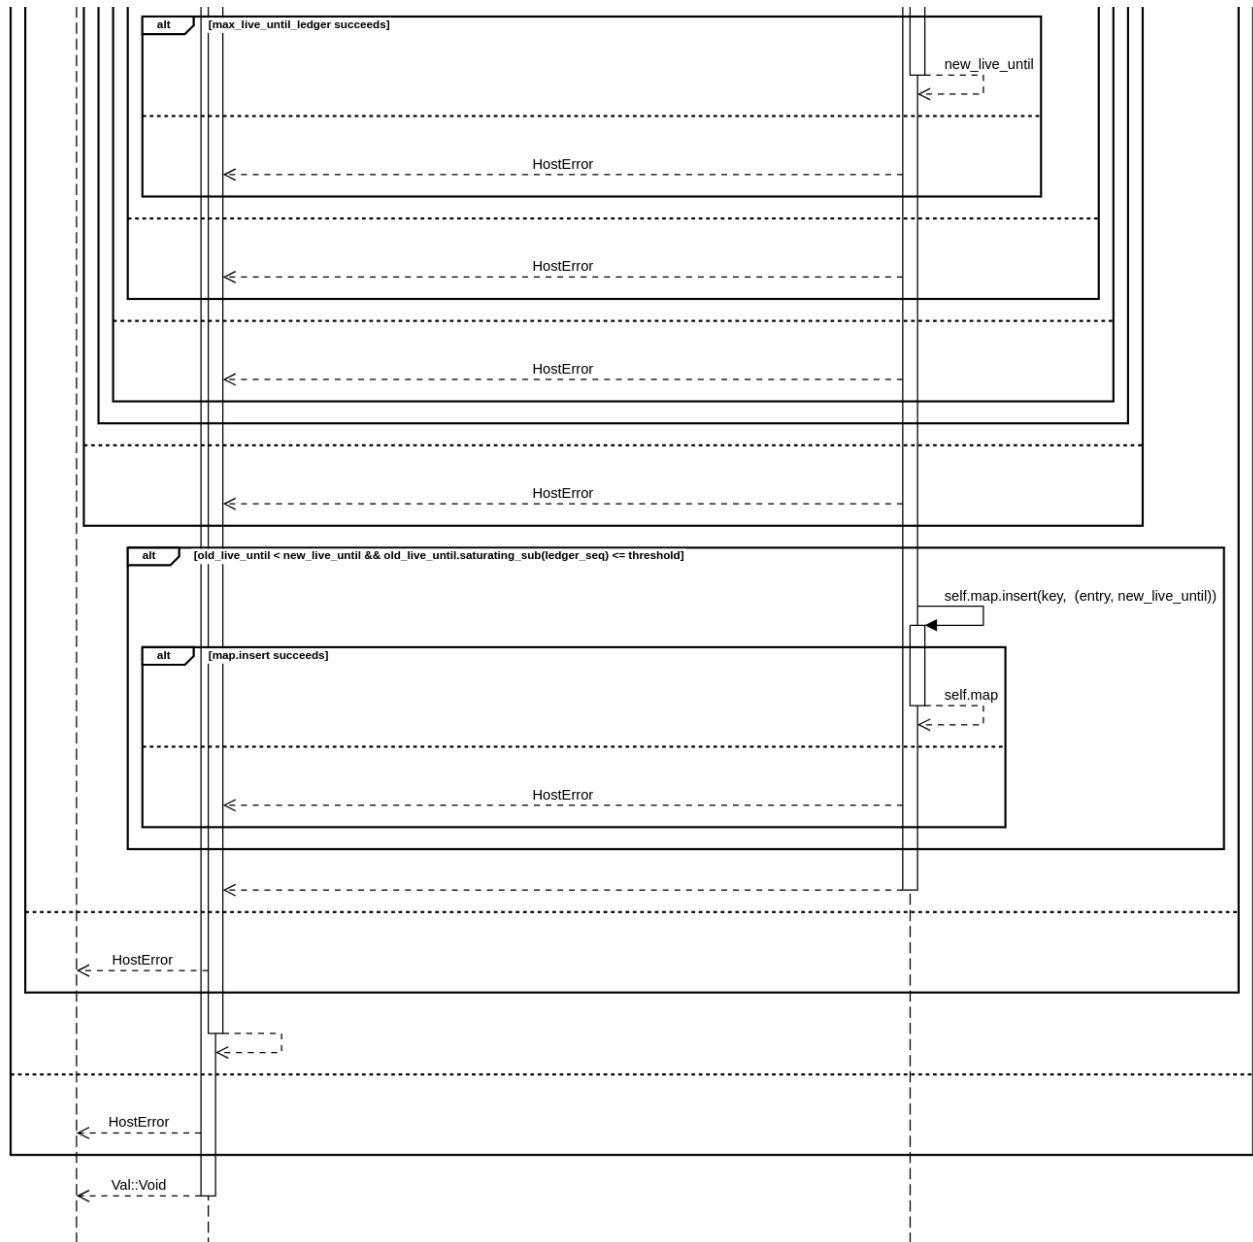 alt [max_live_until_ledger succeeds]
new_live_until
HostError
HostError
HostError
HostError
alt [old_live_until < new_live_until && old_live_until.saturating_sub(ledger_seq) <= threshold]
self.map.insert(key, (entry, new_live_until))
alt [map.insert succeeds]
self.map
HostError
HostError
HostError
Val::Void